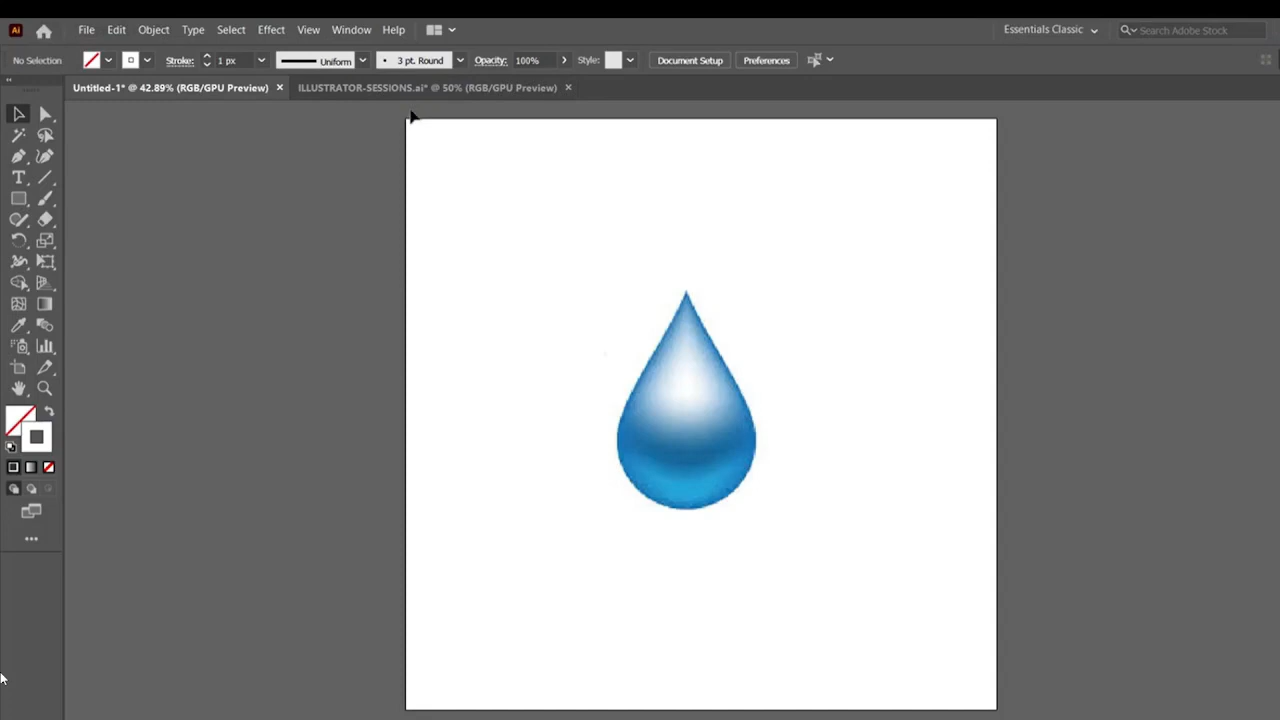 Ai File Edit Object Type Select Effect View Window Help Essentials Classic Search Adobe Stock
No Selection Stroke: 1 px Uniform 3 pt. Round Opacity: 100% Style: Document Setup Preferences
Untitled-1* @ 42.89% (RGB/GPU Preview) × ILLUSTRATOR-SESSIONS.ai* @ 50% (RGB/GPU Preview) ×